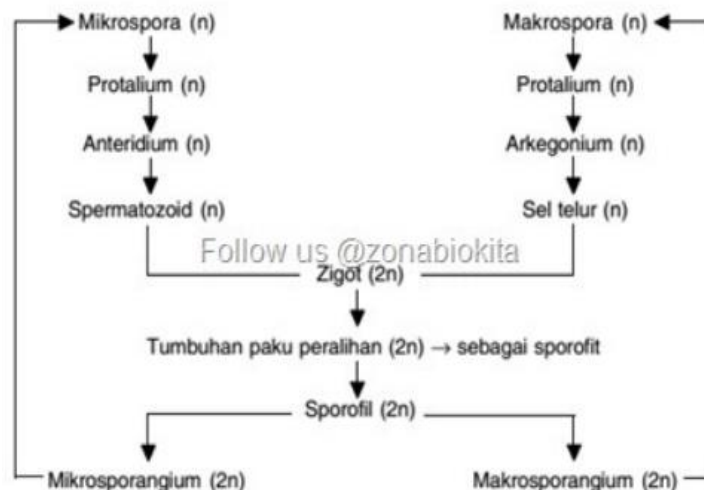 Mikrospora (n) Makrospora (n)
Protalium (n) Protalium (n)
Anteridium (n) Arkegonium (n)
Spermatozoid (n) Sel telur (n)
Follow us @zonabiokita
Zigot (2n)
Tumbuhan paku peralihan (2n) → sebagai sporofit
Sporofil (2n)
Mikrosporangium (2n) Makrosporangium (2n)